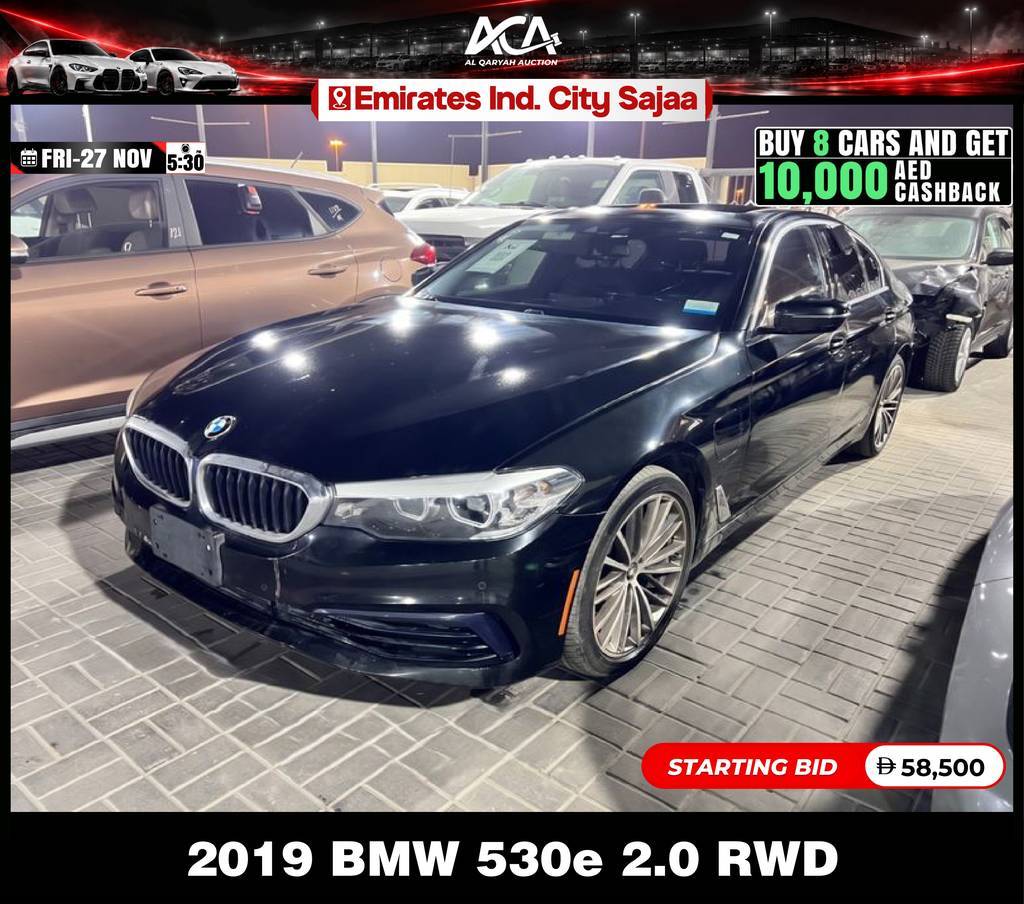 ACA
AL QARYAH AUCTION
Emirates Ind. City Sajaa
FRI-27 NOV 5:30
BUY 8 CARS AND GET
10,000 AED CASHBACK
STARTING BID 58,500
2019 BMW 530e 2.0 RWD